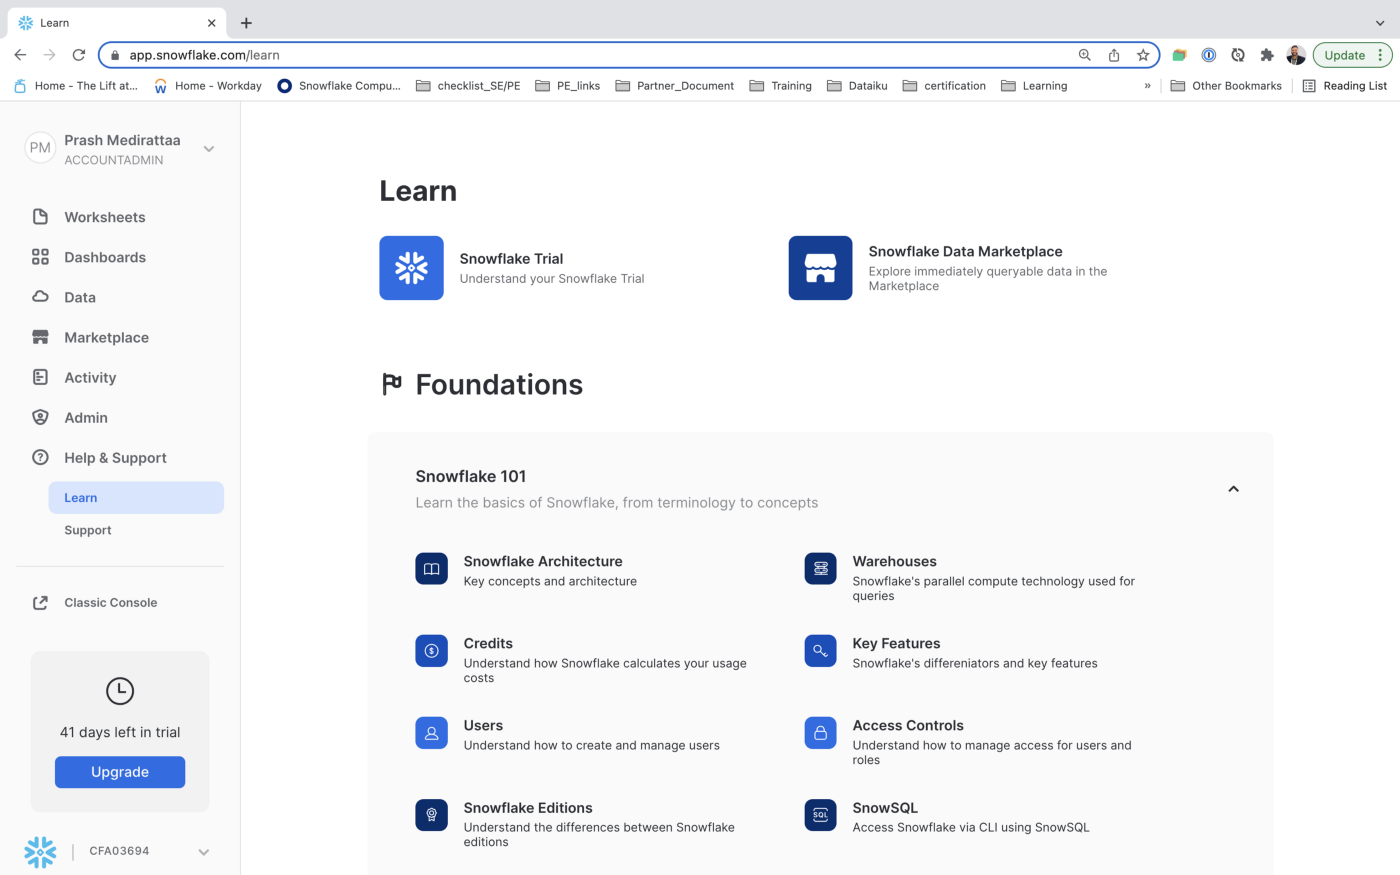 Learn
app.snowflake.com/learn
Update
Home - The Lift at...
Home - Workday
Snowflake Compu...
checklist_SE/PE
PE_links
Partner_Document
Training
Dataiku
certification
Learning
»
Other Bookmarks
Reading List
PM
Prash Medirattaa
ACCOUNTADMIN
Worksheets
Dashboards
Data
Marketplace
Activity
Admin
Help & Support
Learn
Support
Classic Console
41 days left in trial
Upgrade
CFA03694
Learn
Snowflake Trial
Understand your Snowflake Trial
Snowflake Data Marketplace
Explore immediately queryable data in the
Marketplace
Foundations
Snowflake 101
Learn the basics of Snowflake, from terminology to concepts
Snowflake Architecture
Key concepts and architecture
Warehouses
Snowflake's parallel compute technology used for
queries
Credits
Understand how Snowflake calculates your usage
costs
Key Features
Snowflake's differeniators and key features
Users
Understand how to create and manage users
Access Controls
Understand how to manage access for users and
roles
Snowflake Editions
Understand the differences between Snowflake
editions
SQL
SnowSQL
Access Snowflake via CLI using SnowSQL